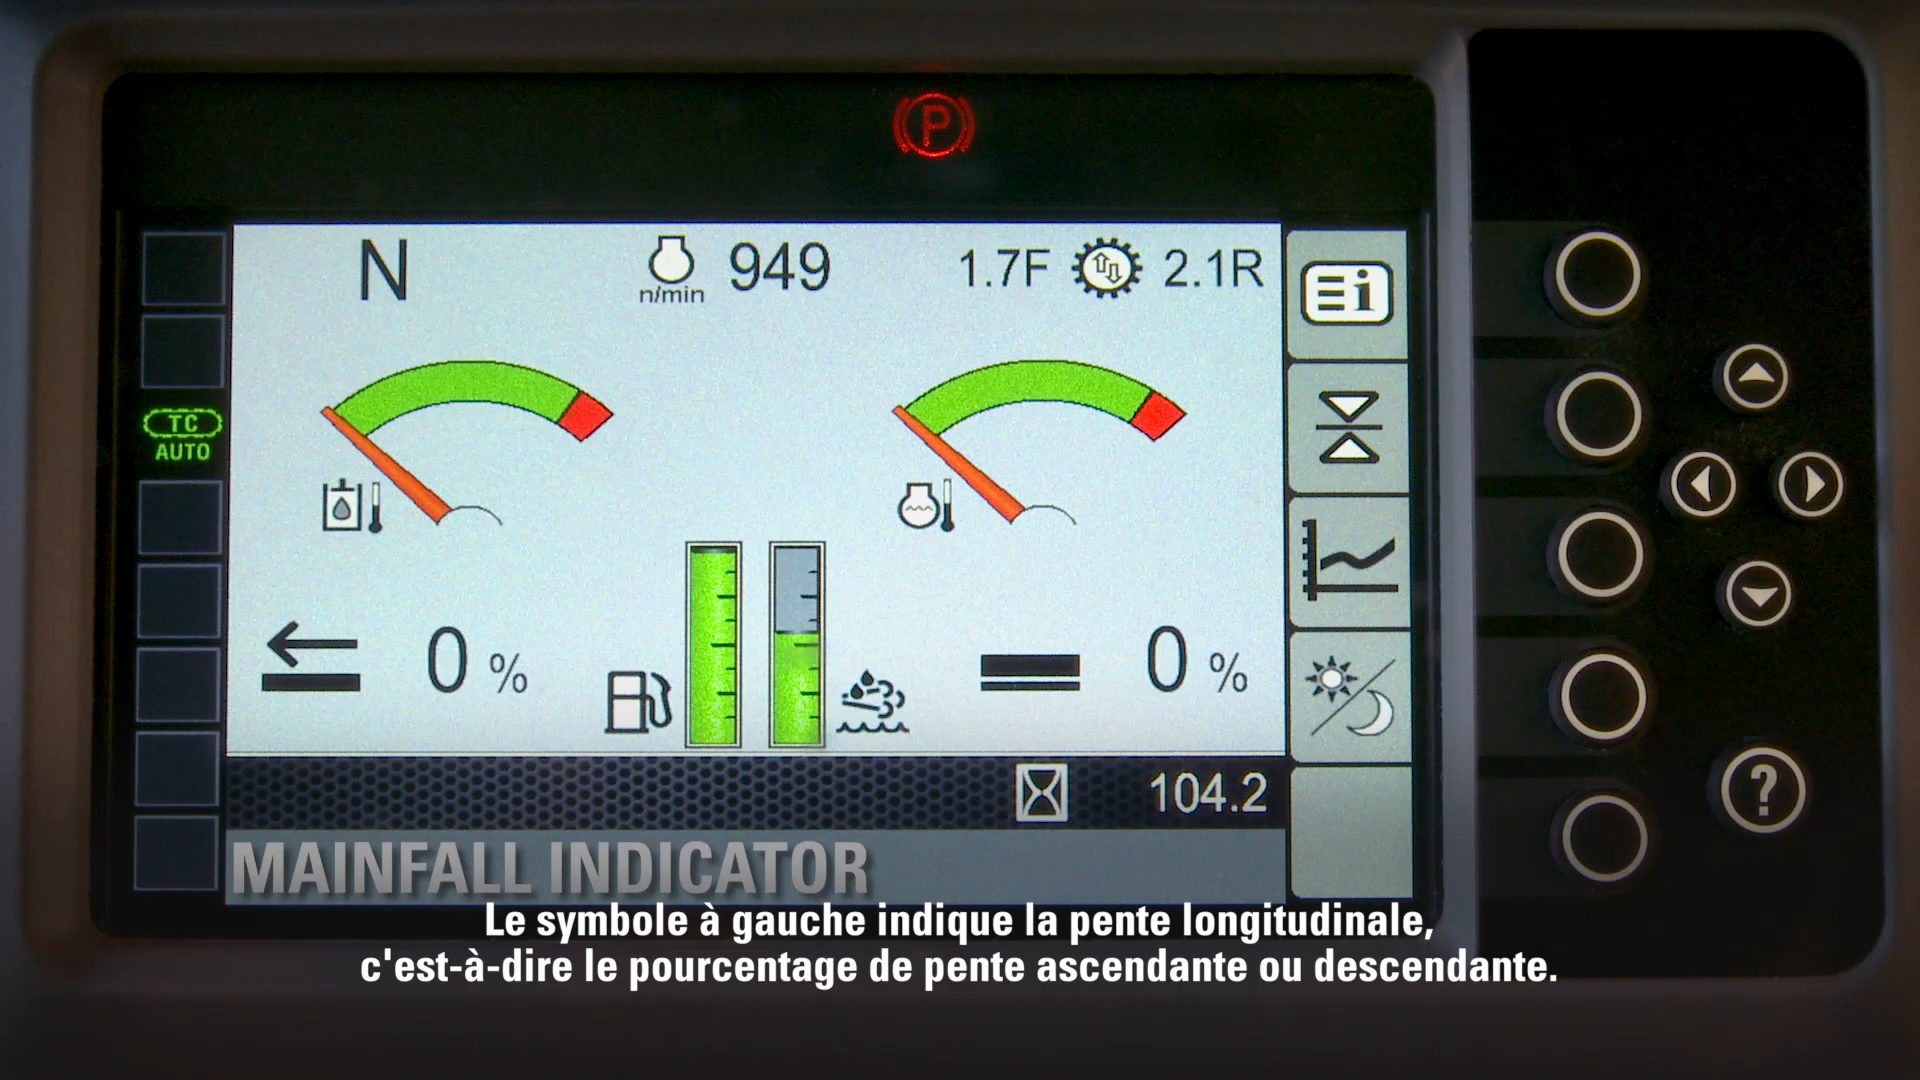 P
N
n/min 949
1.7F 2.1R
TC
AUTO
0 %
0 %
104.2
?
MAINFALL INDICATOR
Le symbole à gauche indique la pente longitudinale,
c'est-à-dire le pourcentage de pente ascendante ou descendante.